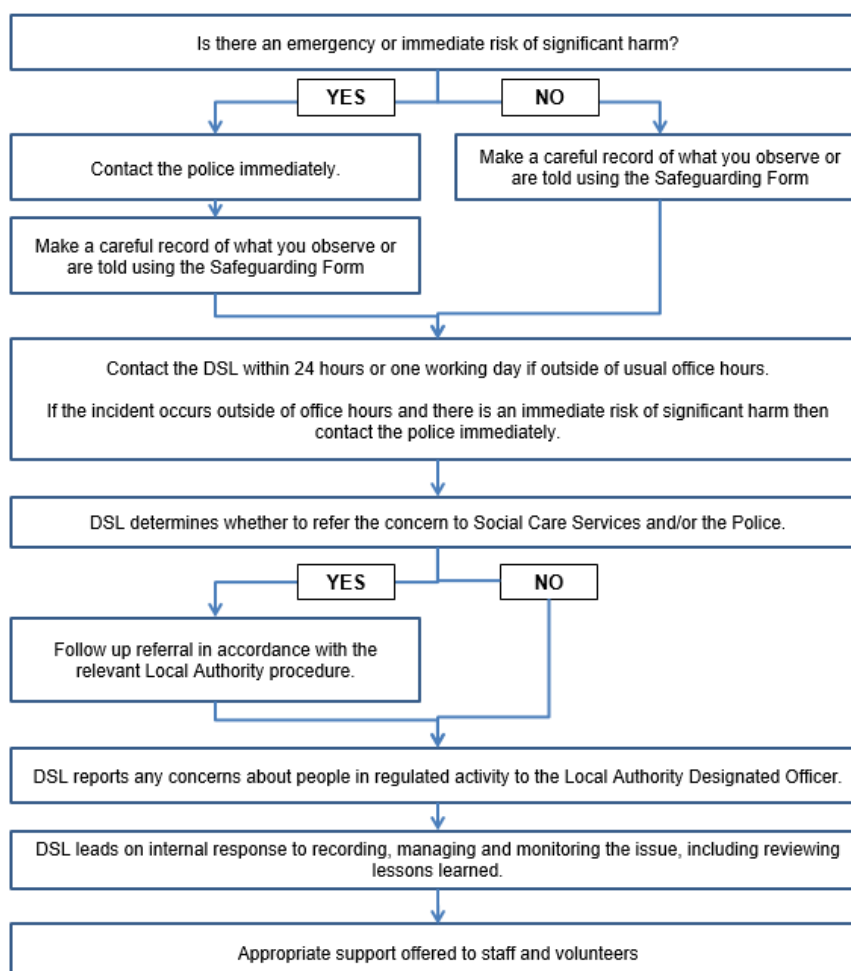 Is there an emergency or immediate risk of significant harm?
YES
NO
Contact the police immediately.
Make a careful record of what you observe or
are told using the Safeguarding Form
Make a careful record of what you observe or
are told using the Safeguarding Form
Contact the DSL within 24 hours or one working day if outside of usual office hours.
If the incident occurs outside of office hours and there is an immediate risk of significant harm then
contact the police immediately.
DSL determines whether to refer the concern to Social Care Services and/or the Police.
YES
NO
Follow up referral in accordance with the
relevant Local Authority procedure.
DSL reports any concerns about people in regulated activity to the Local Authority Designated Officer.
DSL leads on internal response to recording, managing and monitoring the issue, including reviewing
lessons learned.
Appropriate support offered to staff and volunteers